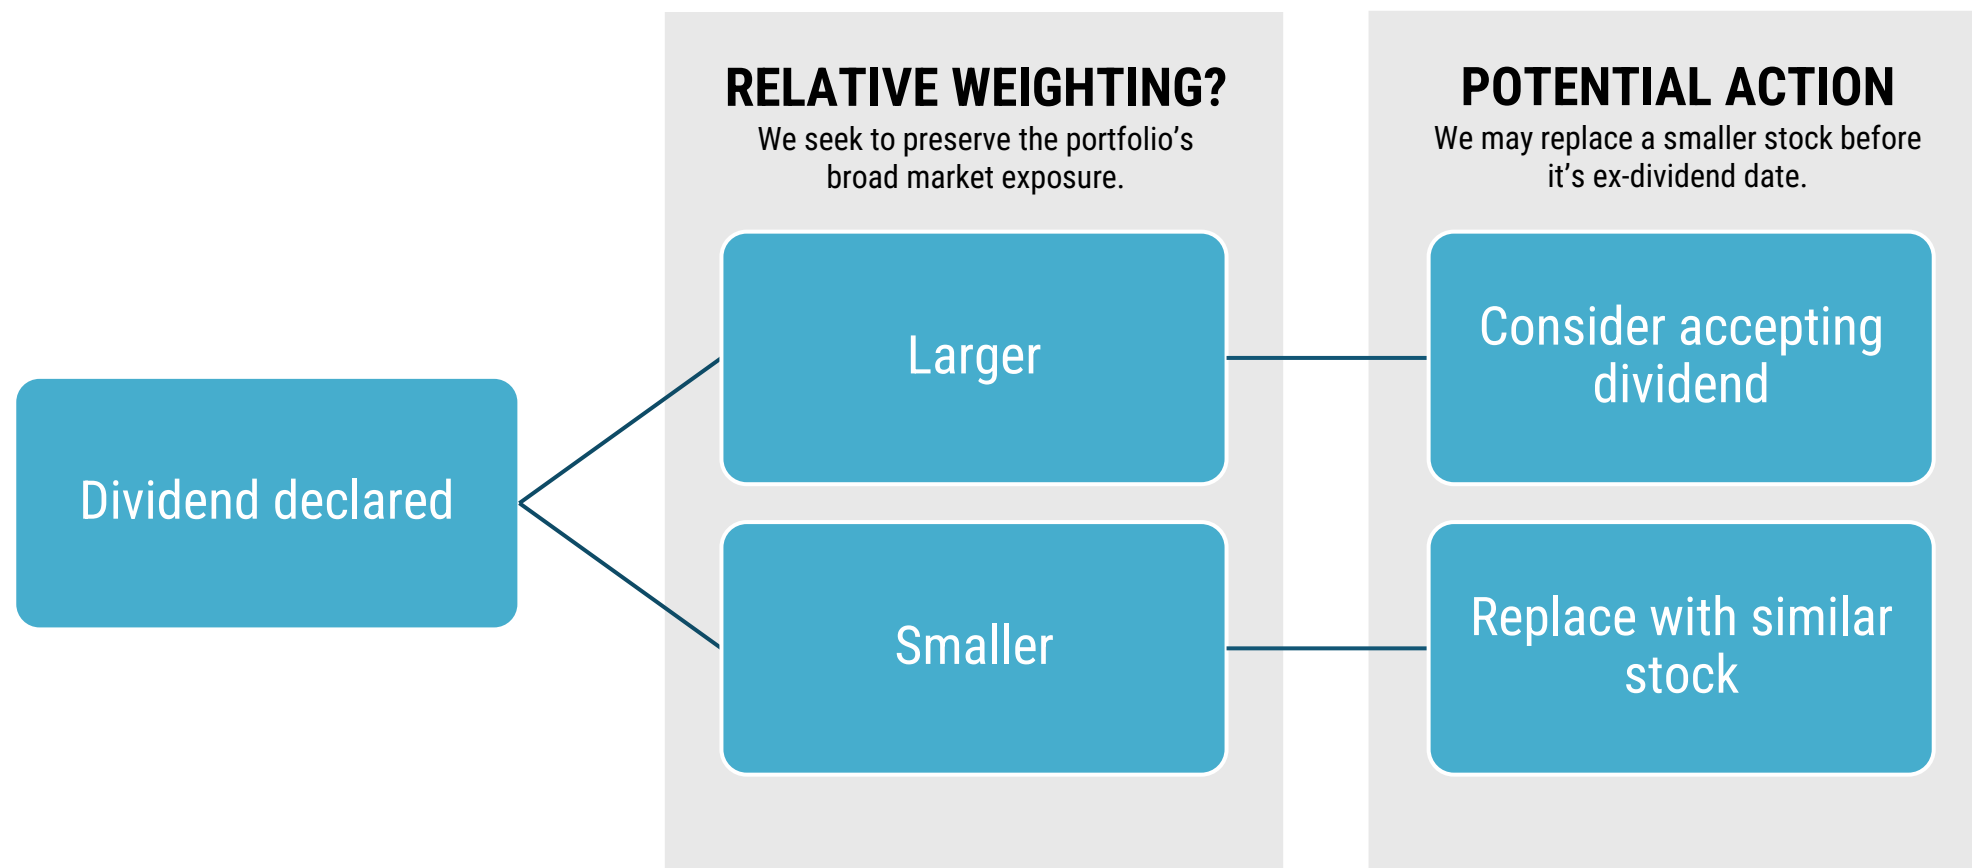 RELATIVE WEIGHTING?
We seek to preserve the portfolio’s
broad market exposure.
POTENTIAL ACTION
We may replace a smaller stock before
it’s ex-dividend date.
Dividend declared
Larger
Consider accepting
dividend
Smaller
Replace with similar
stock